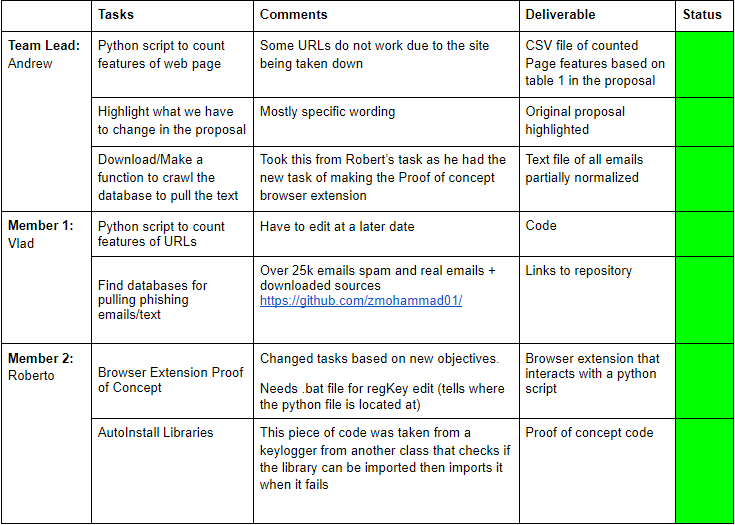 Tasks Comments Deliverable Status
Team Lead:
Andrew
Python script to count
features of web page
Some URLs do not work due to the site
being taken down
CSV file of counted
Page features based on
table 1 in the proposal
Highlight what we have
to change in the proposal
Mostly specific wording
Original proposal
highlighted
Download/Make a
function to crawl the
database to pull the text
Took this from Robert's task as he had the
new task of making the Proof of concept
browser extension
Text file of all emails
partially normalized
Member 1:
Vlad
Python script to count
features of URLs
Have to edit at a later date
Code
Find databases for
pulling phishing
emails/text
Over 25k emails spam and real emails +
downloaded sources
https://github.com/zmohammad01/
Links to repository
Member 2:
Roberto
Browser Extension Proof
of Concept
Changed tasks based on new objectives.
Needs .bat file for regKey edit (tells where
the python file is located at)
Browser extension that
interacts with a python
script
AutoInstall Libraries
This piece of code was taken from a
keylogger from another class that checks if
the library can be imported then imports it
when it fails
Proof of concept code